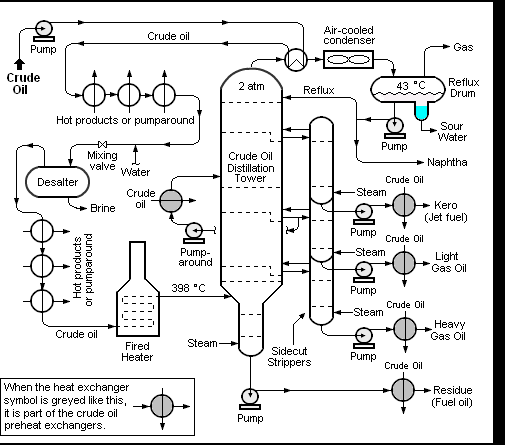 Pump
Crude
Oil
Crude oil
Air-cooled
condenser
Gas
43 °C
Reflux
Drum
2 atm
Reflux
Pump
Sour
Water
Naphtha
Hot products or pumparound
Mixing
valve
Water
Desalter
Brine
Crude
oil
Crude Oil
Distillation
Tower
Pump-
around
Steam
Crude Oil
Kero
(Jet fuel)
Pump
Steam
Crude Oil
Light
Gas Oil
Pump
Steam
Crude Oil
Heavy
Gas Oil
Pump
Hot products
or pumparound
398 °C
Crude oil
Fired
Heater
Steam
Sidecut
Strippers
Crude Oil
Residue
(Fuel oil)
Pump
When the heat exchanger
symbol is greyed like this,
it is part of the crude oil
preheat exchangers.